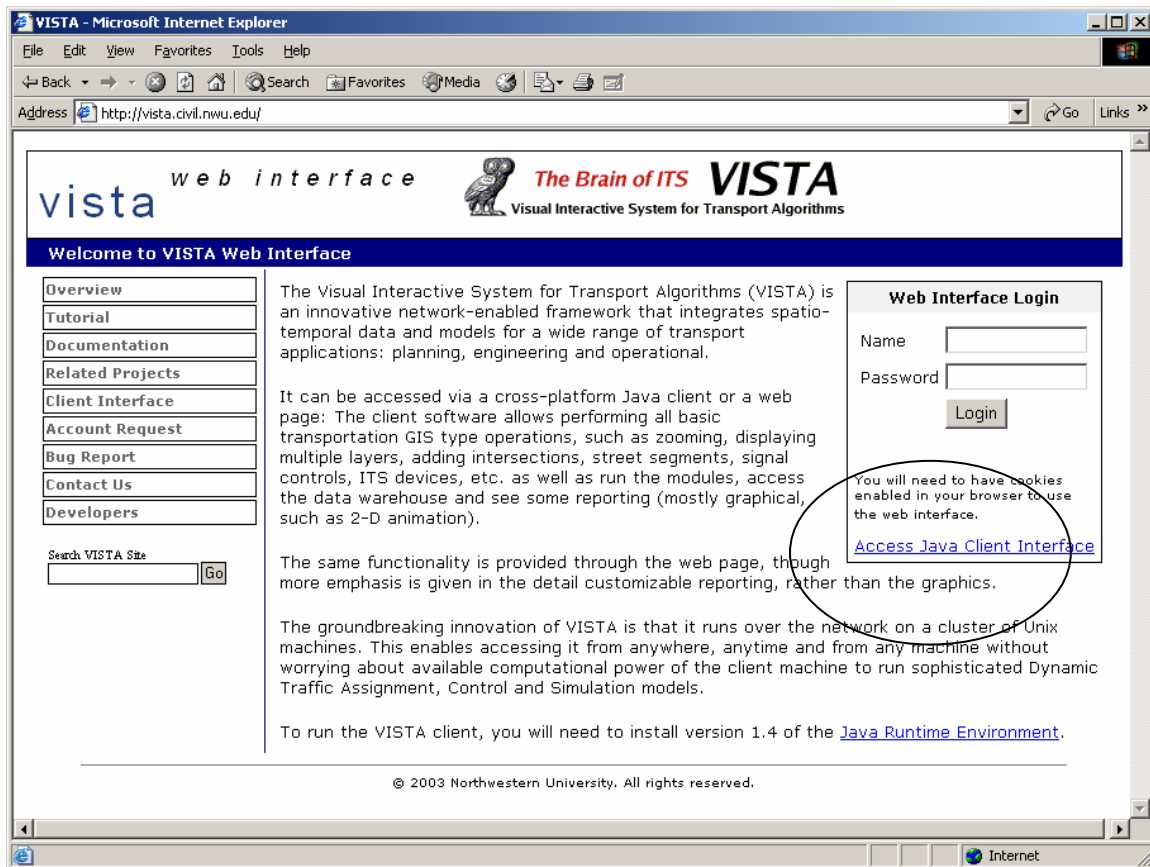 VISTA - Microsoft Internet Explorer
File Edit View Favorites Tools Help
Back Search Favorites Media
Address http://vista.civil.nwu.edu/ Go Links »
vista web interface
The Brain of ITS VISTA
Visual Interactive System for Transport Algorithms
Welcome to VISTA Web Interface
Overview
Tutorial
Documentation
Related Projects
Client Interface
Account Request
Bug Report
Contact Us
Developers
Search VISTA Site
Go
The Visual Interactive System for Transport Algorithms (VISTA) is
an innovative network-enabled framework that integrates spatio-
temporal data and models for a wide range of transport
applications: planning, engineering and operational.
It can be accessed via a cross-platform Java client or a web
page: The client software allows performing all basic
transportation GIS type operations, such as zooming, displaying
multiple layers, adding intersections, street segments, signal
controls, ITS devices, etc. as well as run the modules, access
the data warehouse and see some reporting (mostly graphical,
such as 2-D animation).
The same functionality is provided through the web page, though
more emphasis is given in the detail customizable reporting, rather than the graphics.
The groundbreaking innovation of VISTA is that it runs over the network on a cluster of Unix
machines. This enables accessing it from anywhere, anytime and from any machine without
worrying about available computational power of the client machine to run sophisticated Dynamic
Traffic Assignment, Control and Simulation models.
To run the VISTA client, you will need to install version 1.4 of the Java Runtime Environment.
Web Interface Login
Name
Password
Login
You will need to have cookies
enabled in your browser to use
the web interface.
Access Java Client Interface
© 2003 Northwestern University. All rights reserved.
Internet